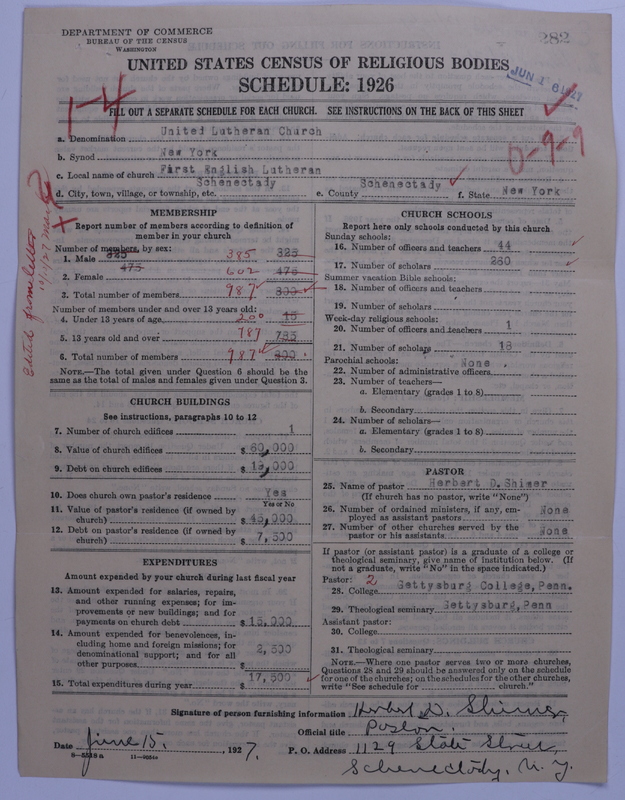 DEPARTMENT OF COMMERCE
BUREAU OF THE CENSUS
WASHINGTON
282
UNITED STATES CENSUS OF RELIGIOUS BODIES
SCHEDULE: 1926
JUN 1 6 1927
1-4
FILL OUT A SEPARATE SCHEDULE FOR EACH CHURCH. SEE INSTRUCTIONS ON THE BACK OF THIS SHEET
0-9-9
a. Denomination United Lutheran Church
b. Synod New York
c. Local name of church First English Lutheran
d. City, town, village, or township, etc. Schenectady e. County Schenectady f. State New York
Edited from letter
MEMBERSHIP
Report number of members according to definition of member in your church
Number of members, by sex:
1. Male 325 385 325
2. Female 475 602 475
3. Total number of members 987 800
Number of members under and over 13 years old:
4. Under 13 years of age 200 15
5. 13 years old and over 787 785
6. Total number of members 987 800
NOTE.—The total given under Question 6 should be the same as the total of males and females given under Question 3.
CHURCH BUILDINGS
See instructions, paragraphs 10 to 12
7. Number of church edifices 1
8. Value of church edifices $ 60,000
9. Debt on church edifices $ 18,000
10. Does church own pastor's residence Yes
Yes or No
11. Value of pastor's residence (if owned by church) $ 45,000
12. Debt on pastor's residence (if owned by church) $ 7,500
EXPENDITURES
Amount expended by your church during last fiscal year
13. Amount expended for salaries, repairs, and other running expenses; for improvements or new buildings; and for payments on church debt $ 15,000
14. Amount expended for benevolences, including home and foreign missions; for denominational support; and for all other purposes $ 2,500
15. Total expenditures during year $ 17,500
CHURCH SCHOOLS
Report here only schools conducted by this church
Sunday schools:
16. Number of officers and teachers 44
17. Number of scholars 260
Summer vacation Bible schools:
18. Number of officers and teachers
19. Number of scholars
Week-day religious schools:
20. Number of officers and teachers 1
21. Number of scholars 18
Parochial schools: None
22. Number of administrative officers
23. Number of teachers—
a. Elementary (grades 1 to 8)
b. Secondary
24. Number of scholars—
a. Elementary (grades 1 to 8)
b. Secondary
PASTOR
25. Name of pastor Herbert D. Shimer
(If church has no pastor, write "None")
26. Number of ordained ministers, if any, employed as assistant pastors None
27. Number of other churches served by the pastor or his assistants None
If pastor (or assistant pastor) is a graduate of a college or theological seminary, give name of institution below. (If not a graduate, write "No" in the space indicated.)
Pastor: 2
28. College Gettysburg College, Penn.
29. Theological seminary Gettysburg, Penn
Assistant pastor:
30. College
31. Theological seminary
NOTE.—Where one pastor serves two or more churches, Questions 28 and 29 should be answered only on the schedule for one of the churches; on the schedules for the other churches, write "See schedule for church."
Signature of person furnishing information Herbert D. Shimer,
Official title Pastor.
Date June 15, 1927. P. O. Address 1129 State Street,
Schenectady, N. Y.